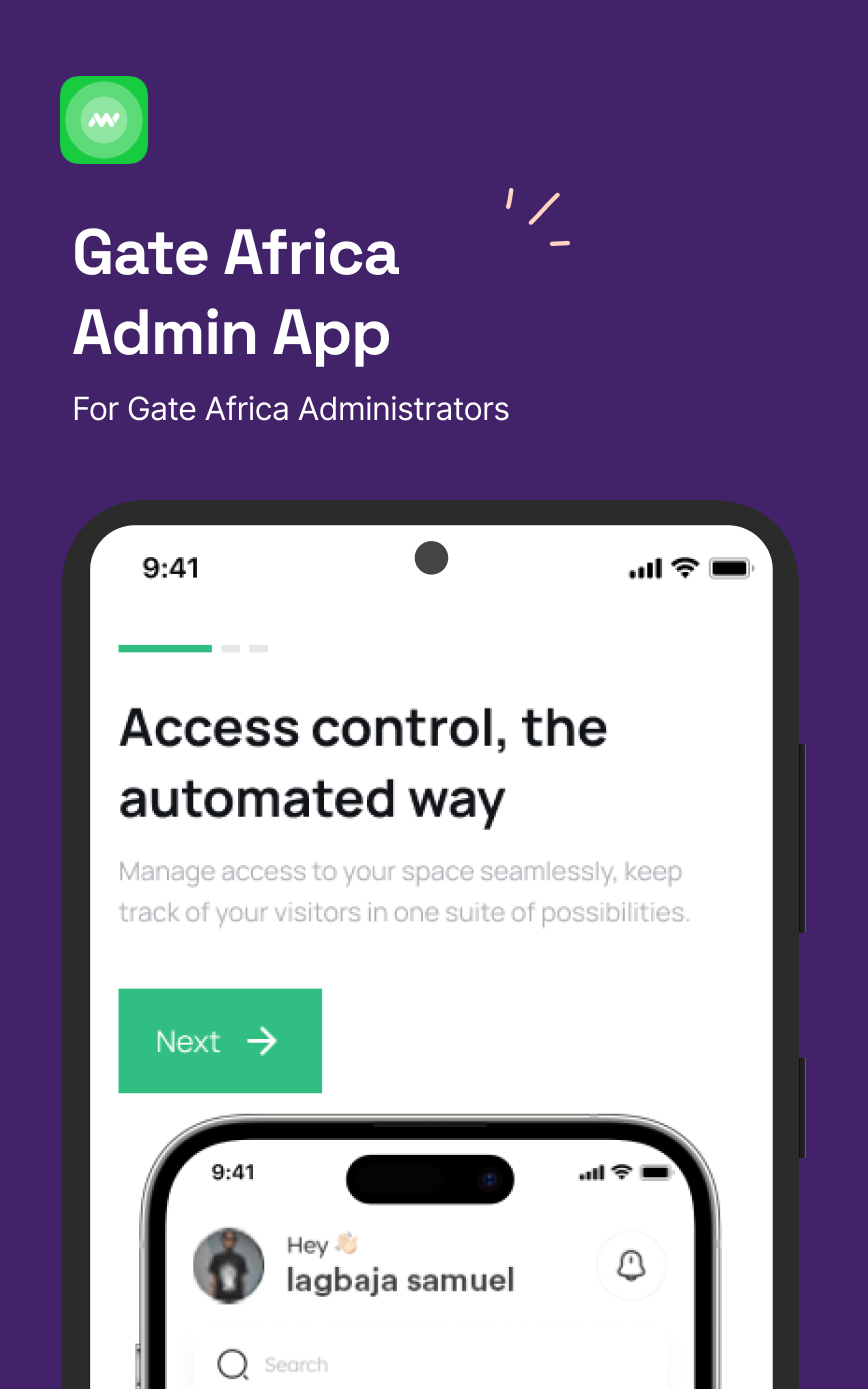 Gate Africa
Admin App
For Gate Africa Administrators
9:41
Access control, the
automated way
Manage access to your space seamlessly, keep
track of your visitors in one suite of possibilities.
Next
9:41
Hey 👋🏻
lagbaja samuel
Search